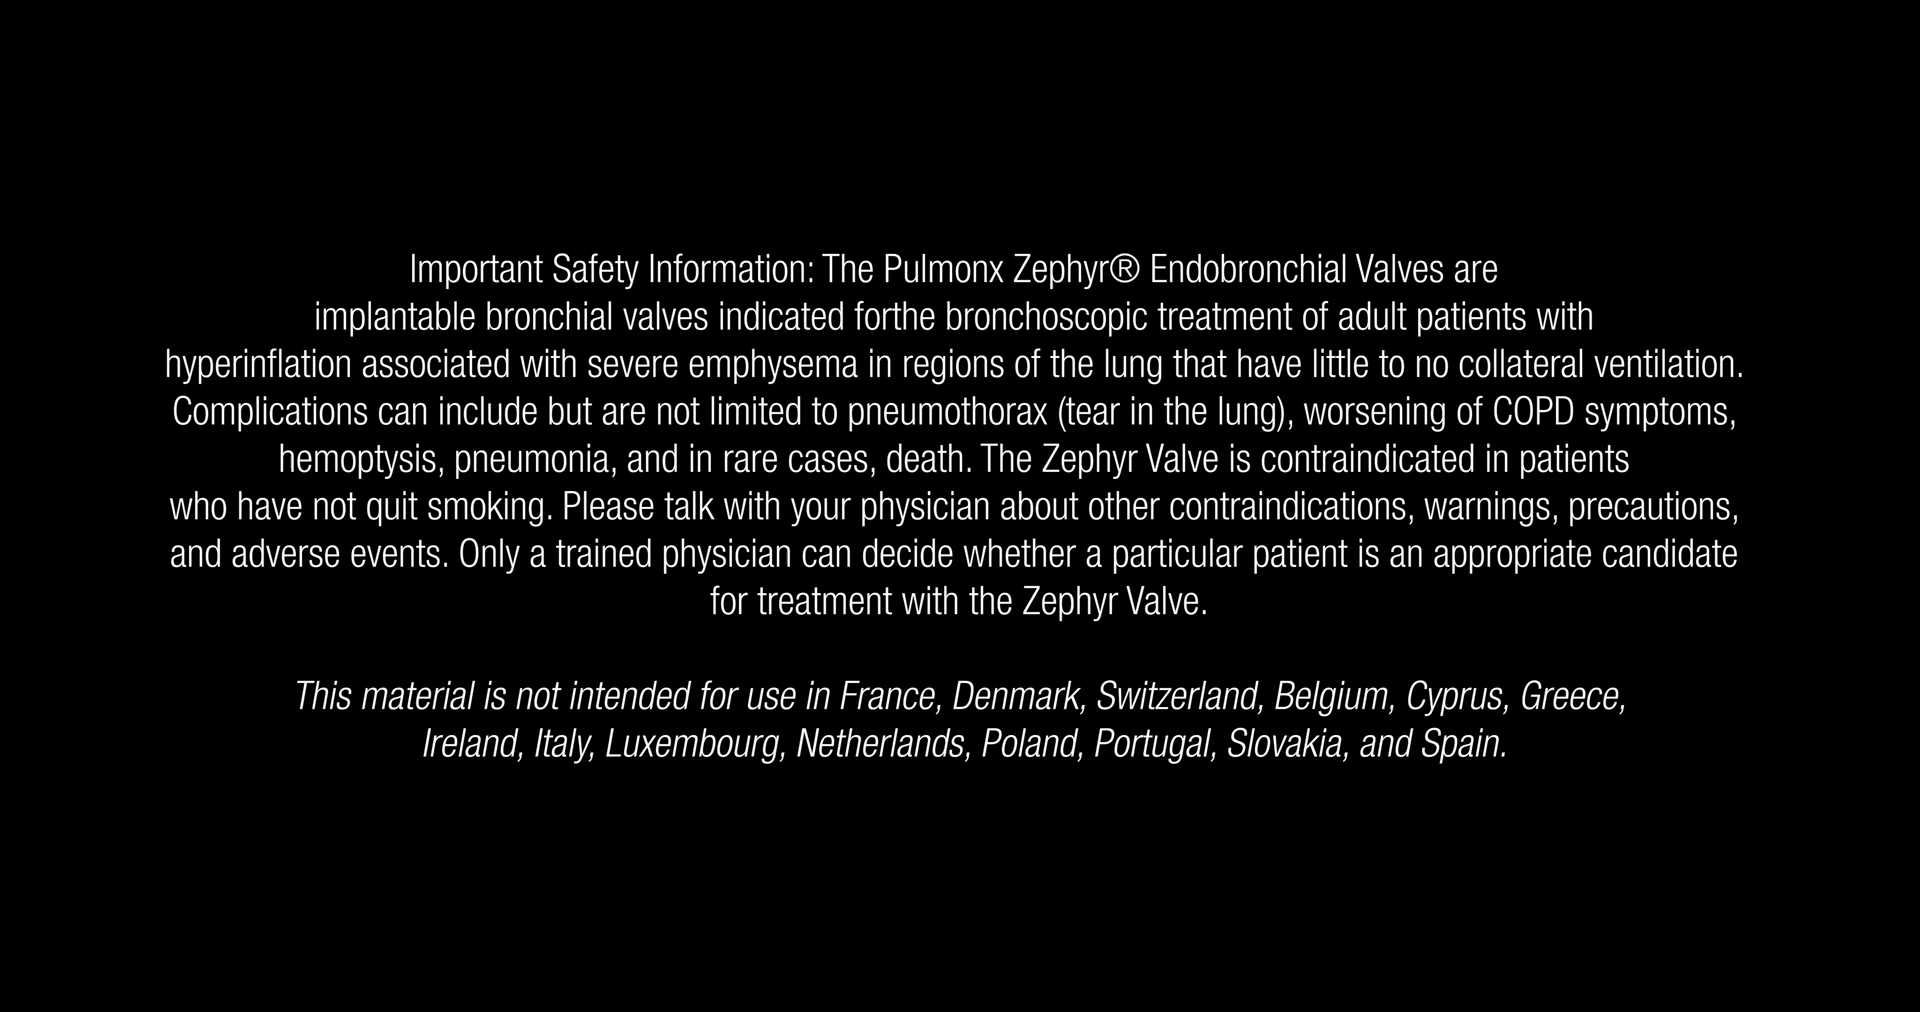 Important Safety Information: The Pulmonx Zephyr® Endobronchial Valves are
implantable bronchial valves indicated forthe bronchoscopic treatment of adult patients with
hyperinflation associated with severe emphysema in regions of the lung that have little to no collateral ventilation.
Complications can include but are not limited to pneumothorax (tear in the lung), worsening of COPD symptoms,
hemoptysis, pneumonia, and in rare cases, death. The Zephyr Valve is contraindicated in patients
who have not quit smoking. Please talk with your physician about other contraindications, warnings, precautions,
and adverse events. Only a trained physician can decide whether a particular patient is an appropriate candidate
for treatment with the Zephyr Valve.
This material is not intended for use in France, Denmark, Switzerland, Belgium, Cyprus, Greece,
Ireland, Italy, Luxembourg, Netherlands, Poland, Portugal, Slovakia, and Spain.